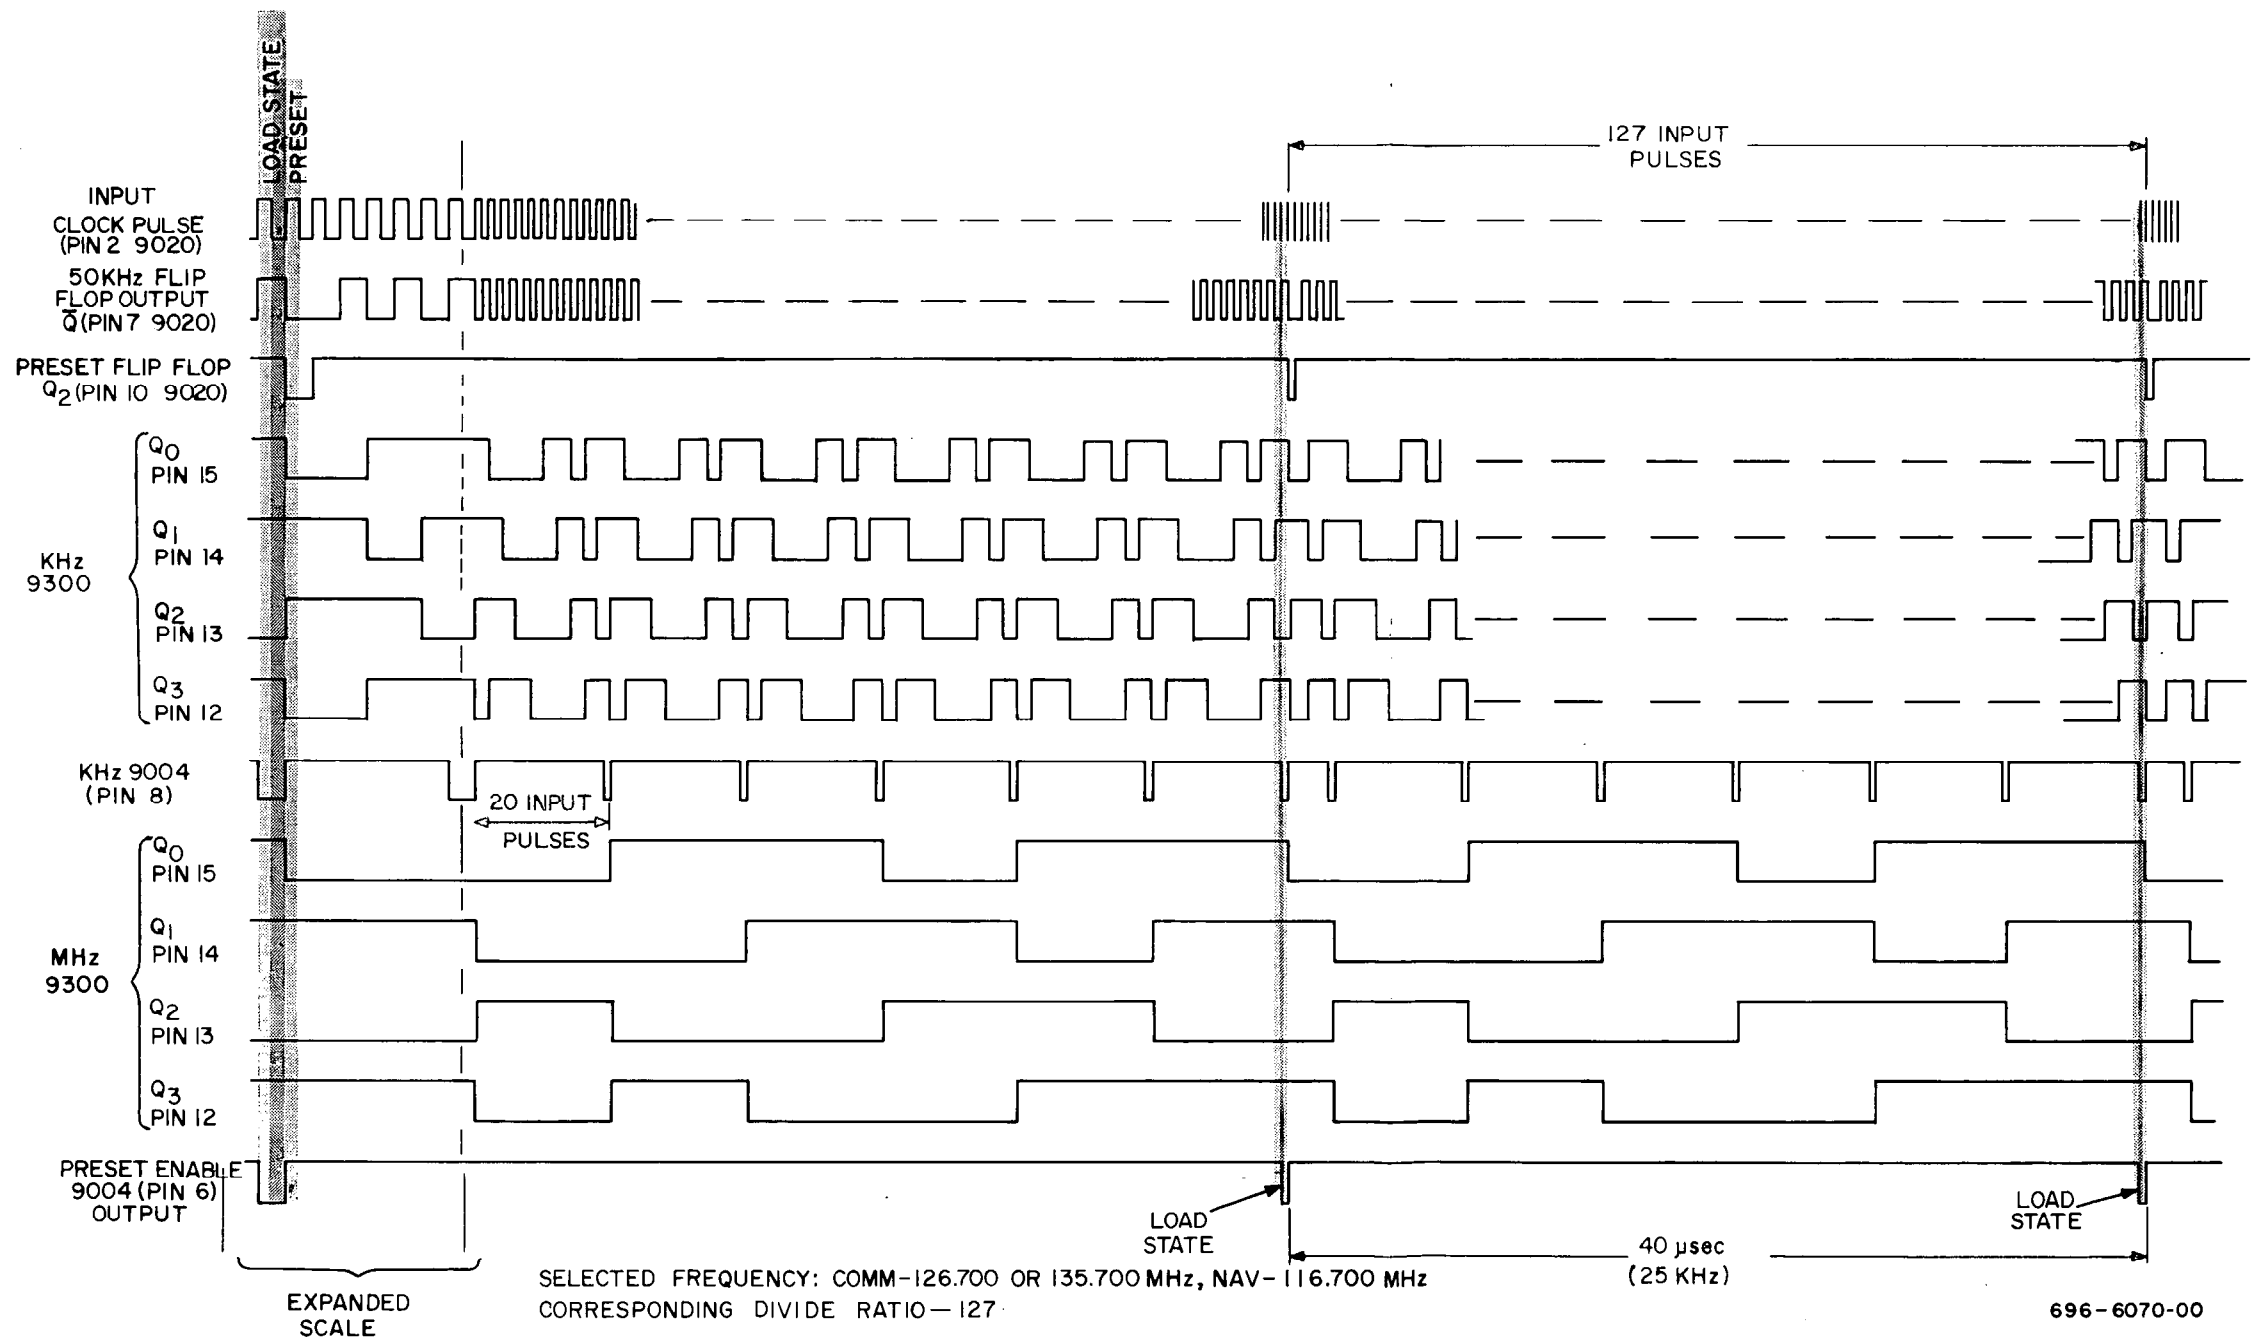 LOAD STATE
PRESET
127 INPUT
PULSES
INPUT
CLOCK PULSE
(PIN 2 9020)
50KHz FLIP
FLOP OUTPUT
Q̅ (PIN 7 9020)
PRESET FLIP FLOP
Q2 (PIN 10 9020)
KHz
9300
Q0
PIN 15
Q1
PIN 14
Q2
PIN 13
Q3
PIN 12
KHz 9004
(PIN 8)
20 INPUT
PULSES
MHz
9300
Q0
PIN 15
Q1
PIN 14
Q2
PIN 13
Q3
PIN 12
PRESET ENABLE
9004 (PIN 6)
OUTPUT
LOAD
STATE
LOAD
STATE
40 µsec
(25 KHz)
EXPANDED
SCALE
SELECTED FREQUENCY: COMM-126.700 OR 135.700 MHz, NAV-116.700 MHz
CORRESPONDING DIVIDE RATIO—127
696-6070-00